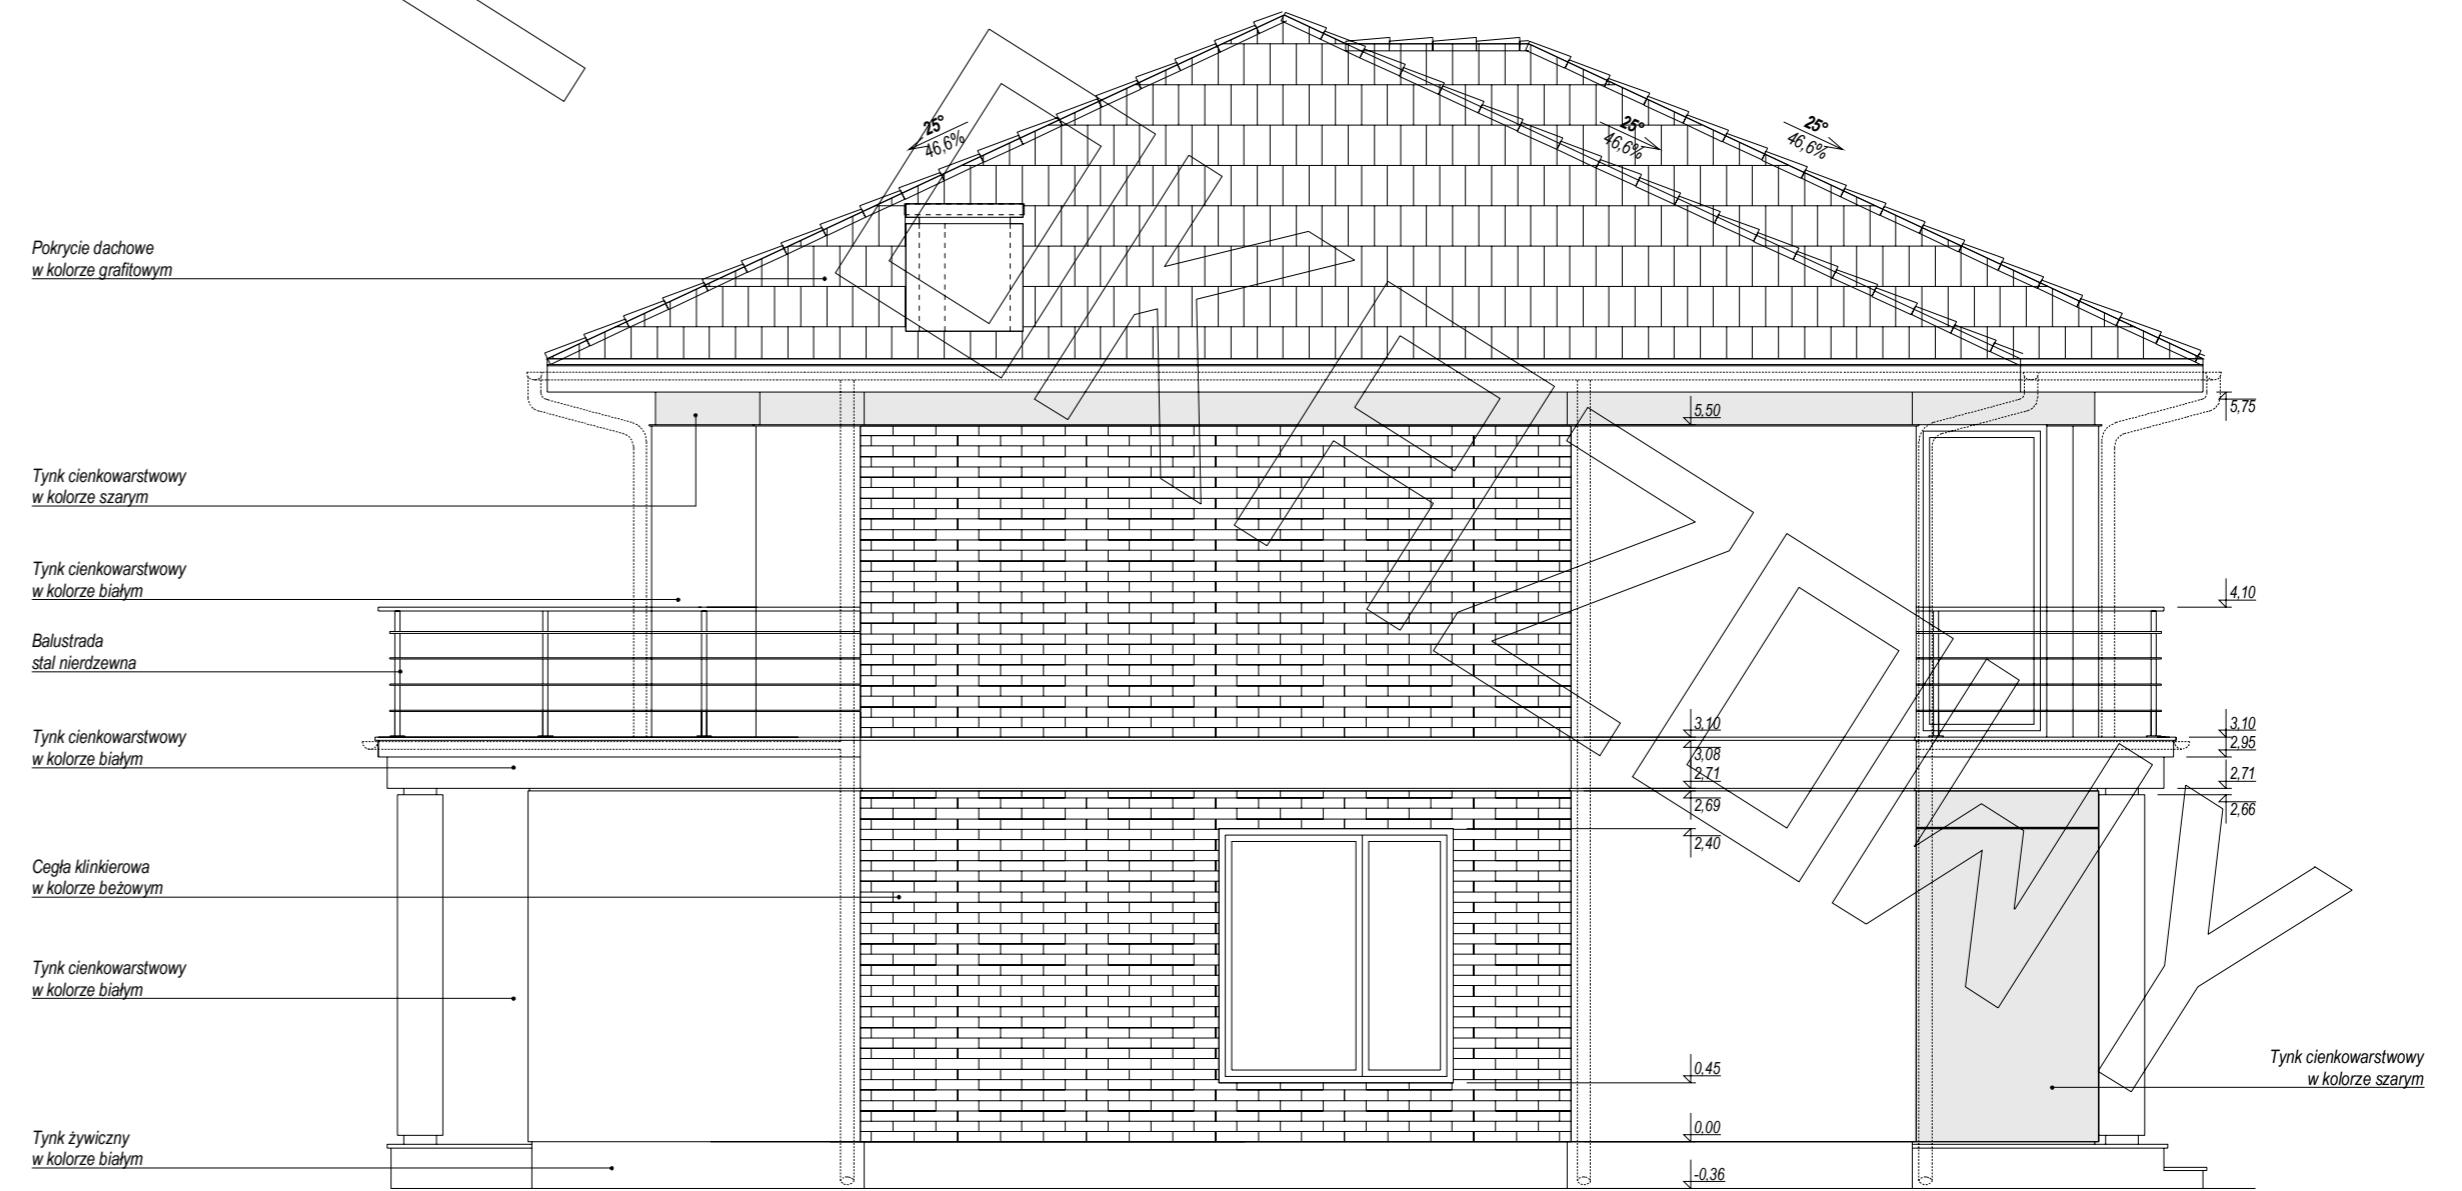 25°
46,6%
25°
46,6%
25°
46,6%
Pokrycie dachowe
w kolorze grafitowym
5,50
5,75
Tynk cienkowarstwowy
w kolorze szarym
Tynk cienkowarstwowy
w kolorze białym
4,10
Balustrada
stal nierdzewna
3,10
3,10
Tynk cienkowarstwowy
w kolorze białym
2,95
3,08
2,71
2,71
2,69
2,66
2,40
Cegła klinkierowa
w kolorze beżowym
Tynk cienkowarstwowy
w kolorze białym
0,45
Tynk cienkowarstwowy
w kolorze szarym
0,00
Tynk żywiczny
w kolorze białym
-0,36